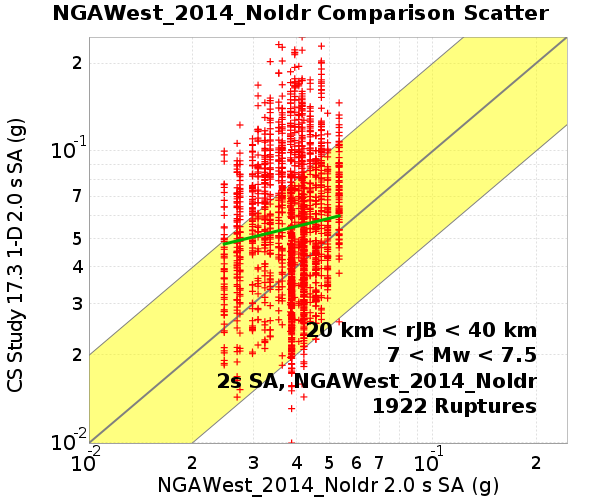 NGAWest_2014_NoIdr Comparison Scatter
CS Study 17.3 1-D 2.0 s SA (g)
2
10-1
7
5
4
3
2
10-2
20 km < rJB < 40 km
7 < Mw < 7.5
2s SA, NGAWest_2014_NoIdr
1922 Ruptures
10-2 2 3 4 5 6 7 10-1 2
NGAWest_2014_NoIdr 2.0 s SA (g)